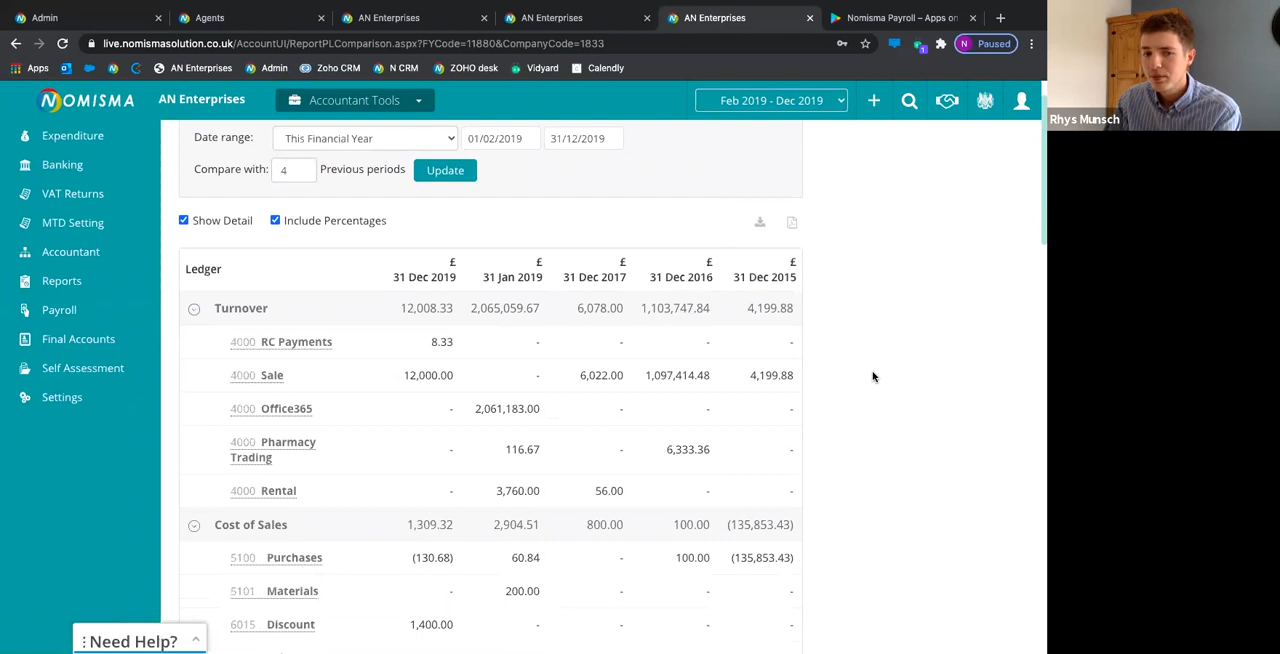 Admin
Agents
AN Enterprises
AN Enterprises
AN Enterprises
Nomisma Payroll – Apps on
live.nomismasolution.co.uk/AccountUI/ReportPLComparison.aspx?FYCode=11880&CompanyCode=1833
1
N Paused
Apps
AN Enterprises
Admin
Zoho CRM
N CRM
ZOHO desk
Vidyard
Calendly
Rhys Munsch
NOMISMA
AN Enterprises
Accountant Tools
Feb 2019 - Dec 2019
Expenditure
Banking
VAT Returns
MTD Setting
Accountant
Reports
Payroll
Final Accounts
Self Assessment
Settings
Date range: This Financial Year 01/02/2019 31/12/2019
Compare with: 4 Previous periods Update
Show Detail Include Percentages
£ £ £ £ £
Ledger 31 Dec 2019 31 Jan 2019 31 Dec 2017 31 Dec 2016 31 Dec 2015
Turnover 12,008.33 2,065,059.67 6,078.00 1,103,747.84 4,199.88
4000 RC Payments 8.33 - - - -
4000 Sale 12,000.00 - 6,022.00 1,097,414.48 4,199.88
4000 Office365 - 2,061,183.00 - - -
4000 Pharmacy
Trading - 116.67 - 6,333.36 -
4000 Rental - 3,760.00 56.00 - -
Cost of Sales 1,309.32 2,904.51 800.00 100.00 (135,853.43)
5100 Purchases (130.68) 60.84 - 100.00 (135,853.43)
5101 Materials - 200.00 - - -
6015 Discount 1,400.00 - - - -
Need Help?